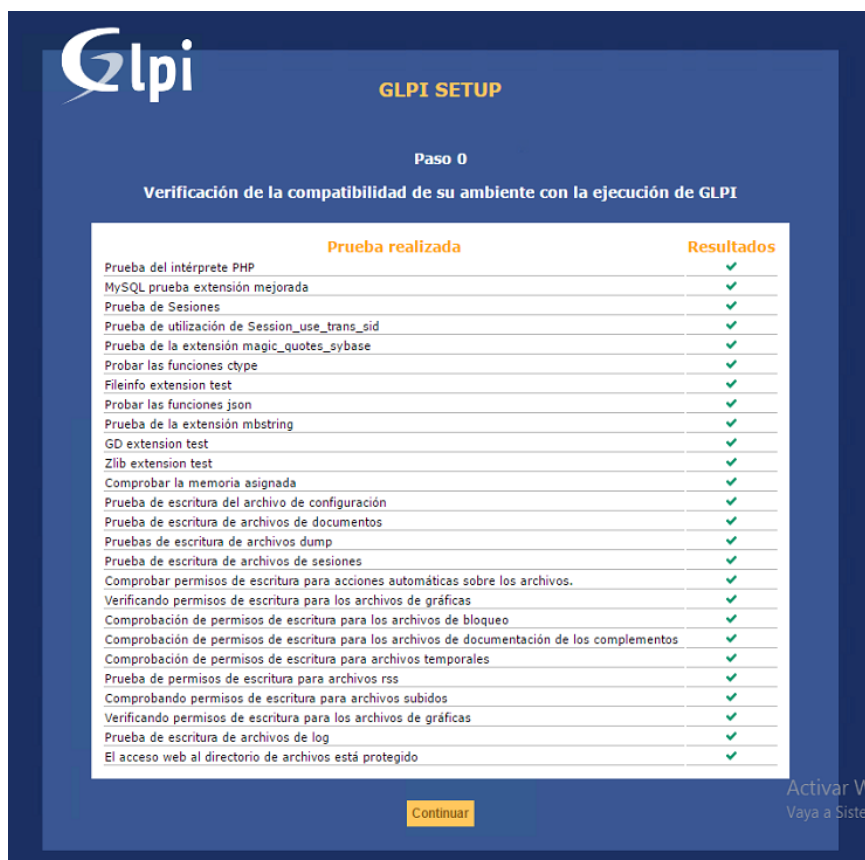 Glpi
GLPI SETUP
Paso 0
Verificación de la compatibilidad de su ambiente con la ejecución de GLPI
Prueba realizada Resultados
Prueba del intérprete PHP
MySQL prueba extensión mejorada
Prueba de Sesiones
Prueba de utilización de Session_use_trans_sid
Prueba de la extensión magic_quotes_sybase
Probar las funciones ctype
Fileinfo extension test
Probar las funciones json
Prueba de la extensión mbstring
GD extension test
Zlib extension test
Comprobar la memoria asignada
Prueba de escritura del archivo de configuración
Prueba de escritura de archivos de documentos
Pruebas de escritura de archivos dump
Prueba de escritura de archivos de sesiones
Comprobar permisos de escritura para acciones automáticas sobre los archivos.
Verificando permisos de escritura para los archivos de gráficas
Comprobación de permisos de escritura para los archivos de bloqueo
Comprobación de permisos de escritura para los archivos de documentación de los complementos
Comprobación de permisos de escritura para archivos temporales
Prueba de permisos de escritura para archivos rss
Comprobando permisos de escritura para archivos subidos
Verificando permisos de escritura para los archivos de gráficas
Prueba de escritura de archivos de log
El acceso web al directorio de archivos está protegido
Continuar
Activar W
Vaya a Siste